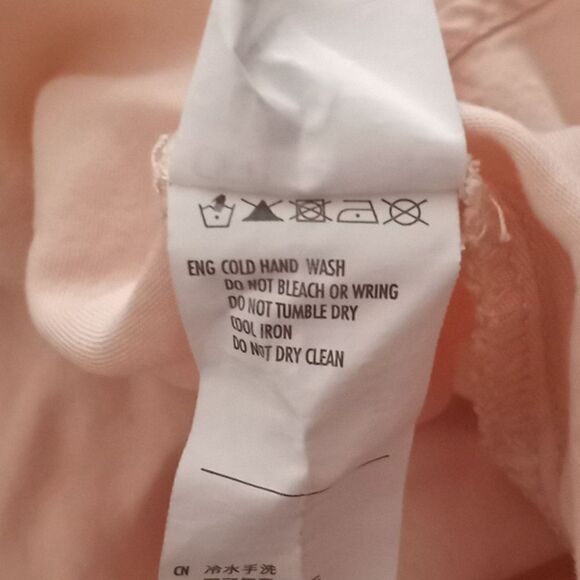 ENG COLD HAND WASH
DO NOT BLEACH OR WRING
DO NOT TUMBLE DRY
COOL IRON
DO NOT DRY CLEAN
CN 冷水手洗